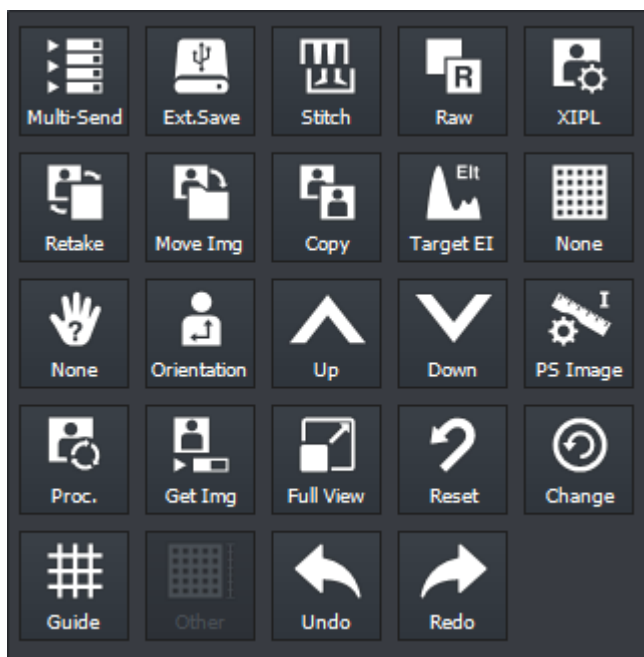 Multi-Send
Ext.Save
Stitch
R
Raw
XIPL
Retake
Move Img
Copy
EIt
Target EI
None
?
None
Orientation
Up
Down
I
PS Image
Proc.
Get Img
Full View
Reset
Change
Guide
Other
Undo
Redo